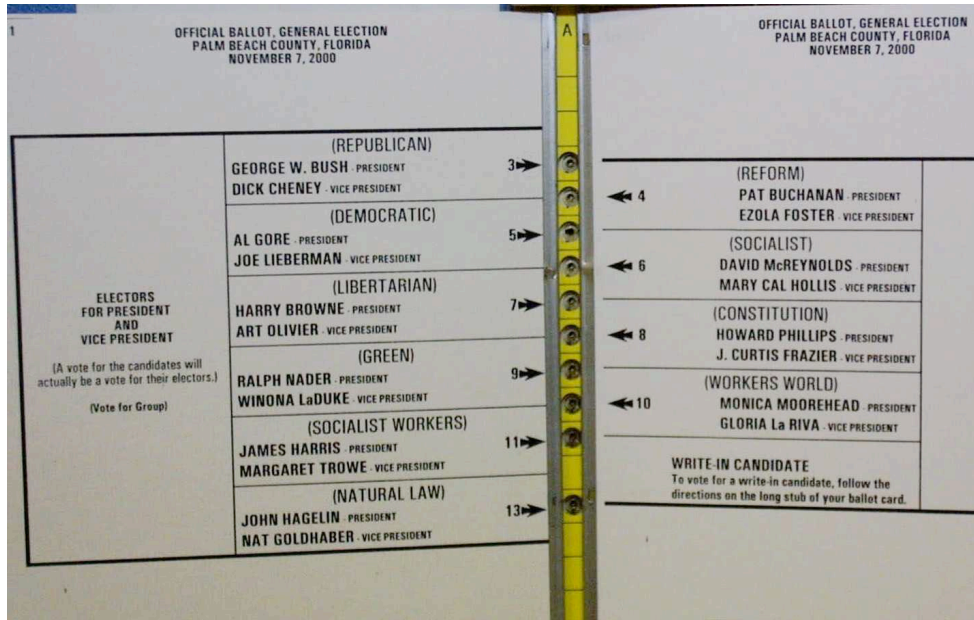 1
OFFICIAL BALLOT, GENERAL ELECTION
PALM BEACH COUNTY, FLORIDA
NOVEMBER 7, 2000
ELECTORS
FOR PRESIDENT
AND
VICE PRESIDENT
(A vote for the candidates will
actually be a vote for their electors.)
(Vote for Group)
(REPUBLICAN)
GEORGE W. BUSH - PRESIDENT 3
DICK CHENEY - VICE PRESIDENT
(DEMOCRATIC)
AL GORE - PRESIDENT 5
JOE LIEBERMAN - VICE PRESIDENT
(LIBERTARIAN)
HARRY BROWNE - PRESIDENT 7
ART OLIVIER - VICE PRESIDENT
(GREEN)
RALPH NADER - PRESIDENT 9
WINONA LaDUKE - VICE PRESIDENT
(SOCIALIST WORKERS)
JAMES HARRIS - PRESIDENT 11
MARGARET TROWE - VICE PRESIDENT
(NATURAL LAW)
JOHN HAGELIN - PRESIDENT 13
NAT GOLDHABER - VICE PRESIDENT
A
OFFICIAL BALLOT, GENERAL ELECTION
PALM BEACH COUNTY, FLORIDA
NOVEMBER 7, 2000
(REFORM)
4 PAT BUCHANAN - PRESIDENT
EZOLA FOSTER - VICE PRESIDENT
(SOCIALIST)
6 DAVID McREYNOLDS - PRESIDENT
MARY CAL HOLLIS - VICE PRESIDENT
(CONSTITUTION)
8 HOWARD PHILLIPS - PRESIDENT
J. CURTIS FRAZIER - VICE PRESIDENT
(WORKERS WORLD)
10 MONICA MOOREHEAD - PRESIDENT
GLORIA La RIVA - VICE PRESIDENT
WRITE-IN CANDIDATE
To vote for a write-in candidate, follow the
directions on the long stub of your ballot card.